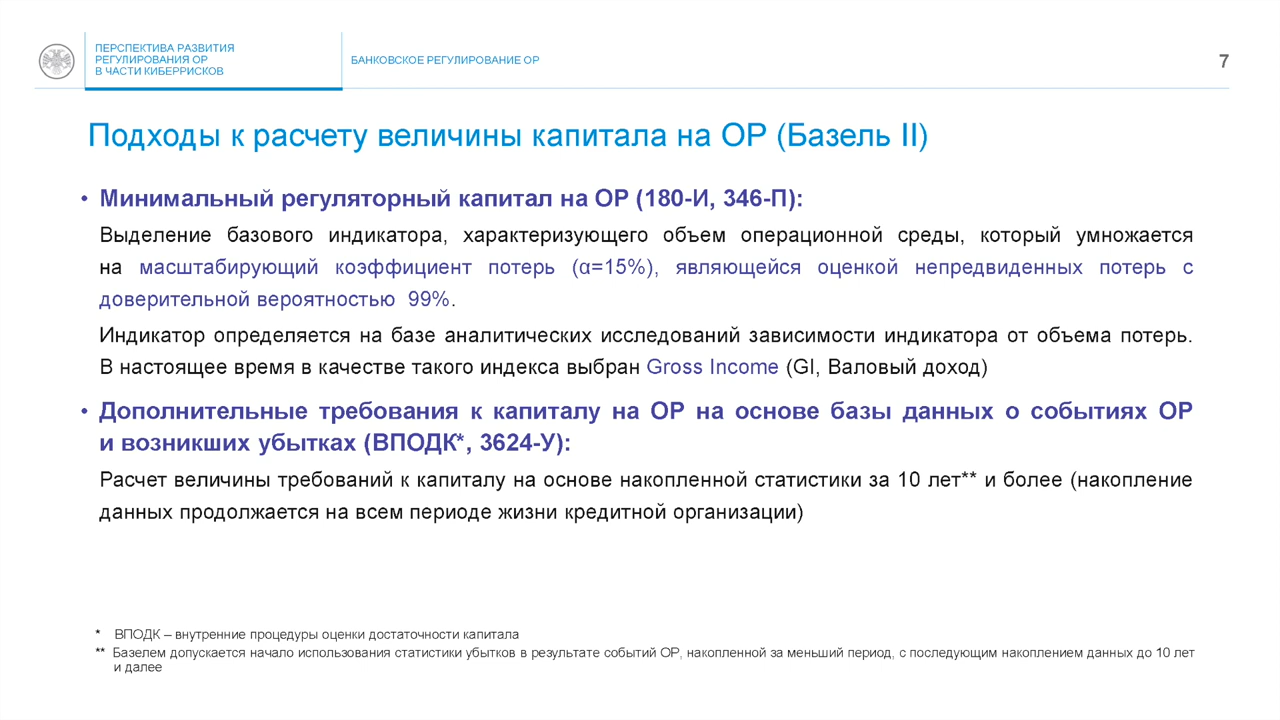 ПЕРСПЕКТИВА РАЗВИТИЯ
РЕГУЛИРОВАНИЯ ОР
В ЧАСТИ КИБЕРРИСКОВ
БАНКОВСКОЕ РЕГУЛИРОВАНИЕ ОР
7
Подходы к расчету величины капитала на ОР (Базель II)
• Минимальный регуляторный капитал на ОР (180-И, 346-П):
Выделение базового индикатора, характеризующего объем операционной среды, который умножается
на масштабирующий коэффициент потерь (α=15%), являющейся оценкой непредвиденных потерь с
доверительной вероятностью 99%.
Индикатор определяется на базе аналитических исследований зависимости индикатора от объема потерь.
В настоящее время в качестве такого индекса выбран Gross Income (GI, Валовый доход)
• Дополнительные требования к капиталу на ОР на основе базы данных о событиях ОР
и возникших убытках (ВПОДК*, 3624-У):
Расчет величины требований к капиталу на основе накопленной статистики за 10 лет** и более (накопление
данных продолжается на всем периоде жизни кредитной организации)
* ВПОДК – внутренние процедуры оценки достаточности капитала
** Базелем допускается начало использования статистики убытков в результате событий ОР, накопленной за меньший период, с последующим накоплением данных до 10 лет
и далее